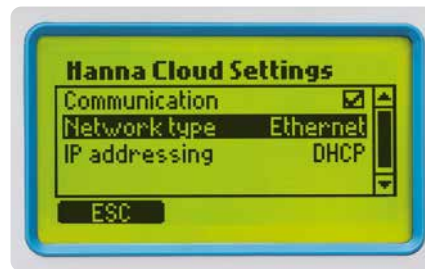 Hanna Cloud Settings
Communication
Network type Ethernet
IP addressing DHCP
ESC